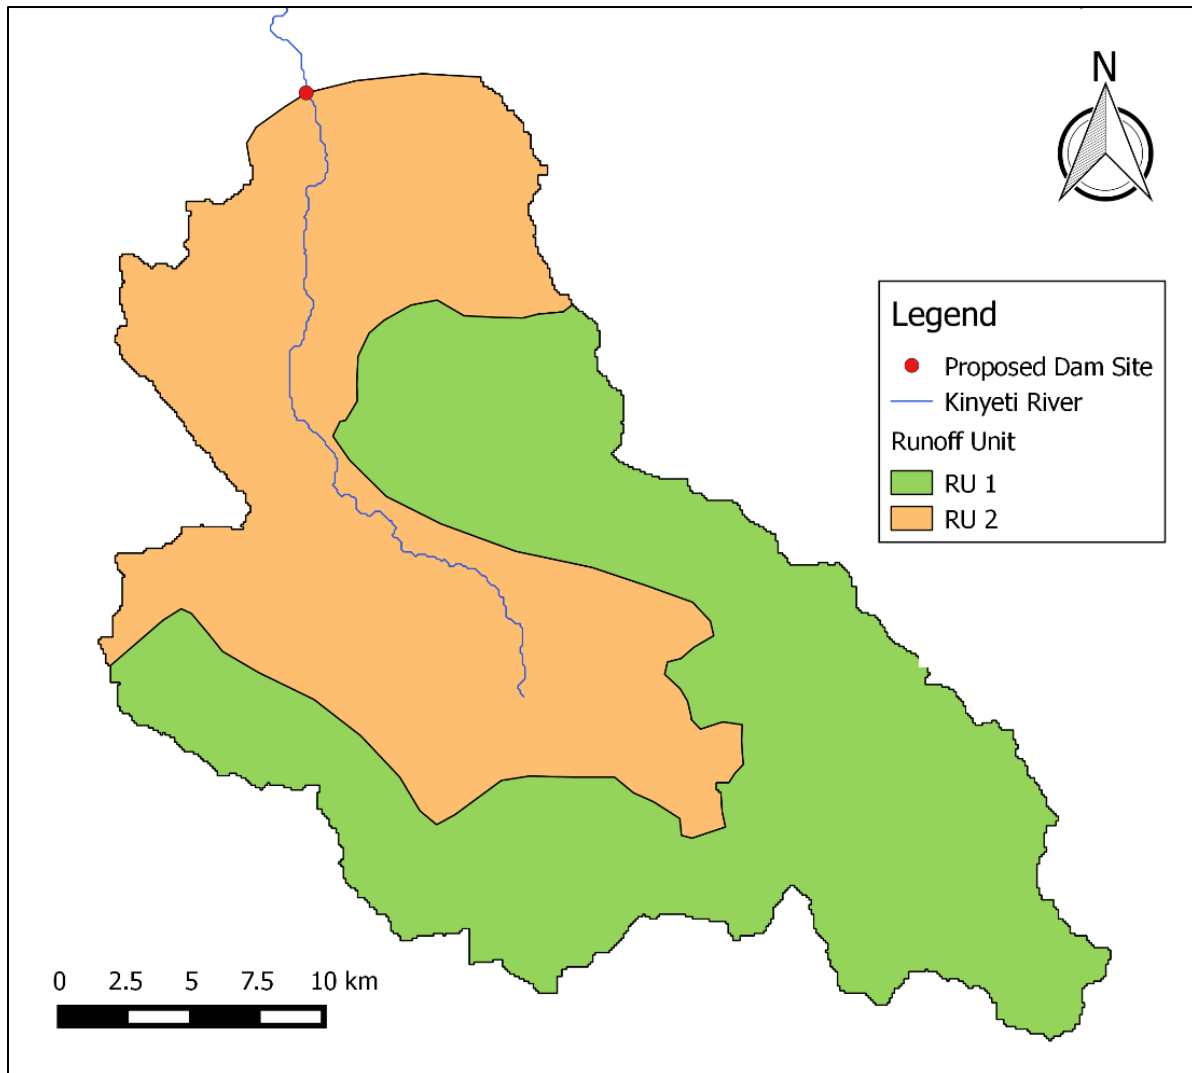 N
Legend
Proposed Dam Site
Kinyeti River
Runoff Unit
RU 1
RU 2
0 2.5 5 7.5 10 km